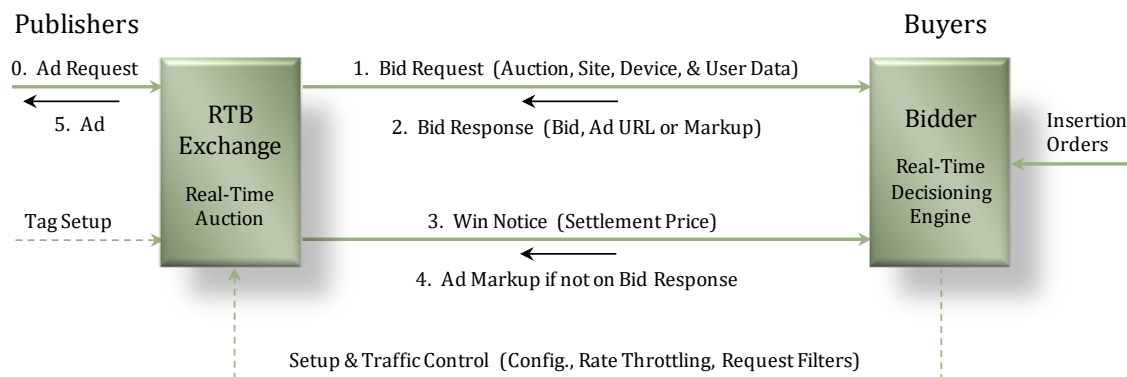 Publishers
Buyers
0. Ad Request
5. Ad
RTB
Exchange
Real-Time
Auction
Tag Setup
1. Bid Request (Auction, Site, Device, & User Data)
2. Bid Response (Bid, Ad URL or Markup)
3. Win Notice (Settlement Price)
4. Ad Markup if not on Bid Response
Bidder
Real-Time
Decisioning
Engine
Insertion
Orders
Setup & Traffic Control (Config., Rate Throttling, Request Filters)